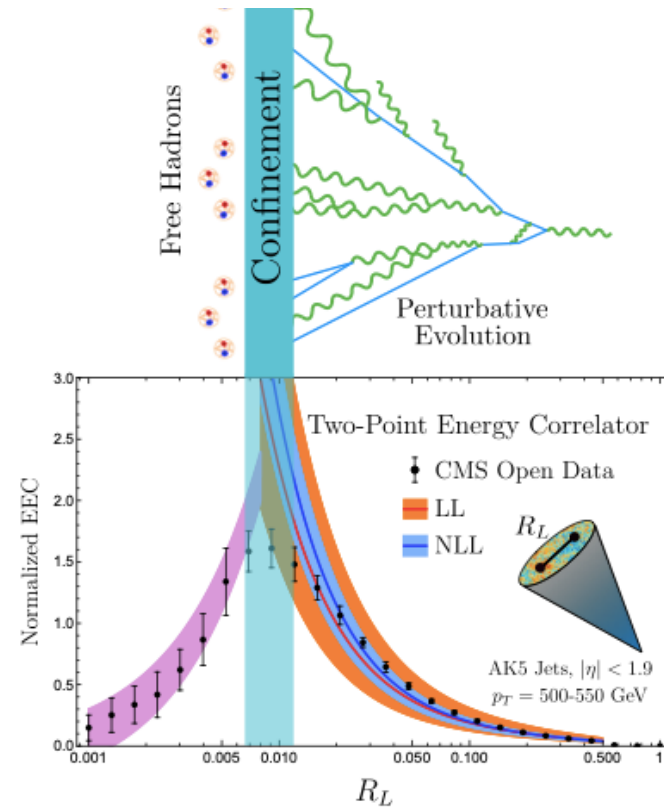 Free Hadrons
Confinement
Perturbative
Evolution
3.0
2.5
2.0
1.5
1.0
0.5
0.0
Normalized EEC
Two-Point Energy Correlator
CMS Open Data
LL
NLL
R_L
AK5 Jets, |η| < 1.9
p_T = 500-550 GeV
0.001 0.005 0.010 0.050 0.100 0.500 1
R_L